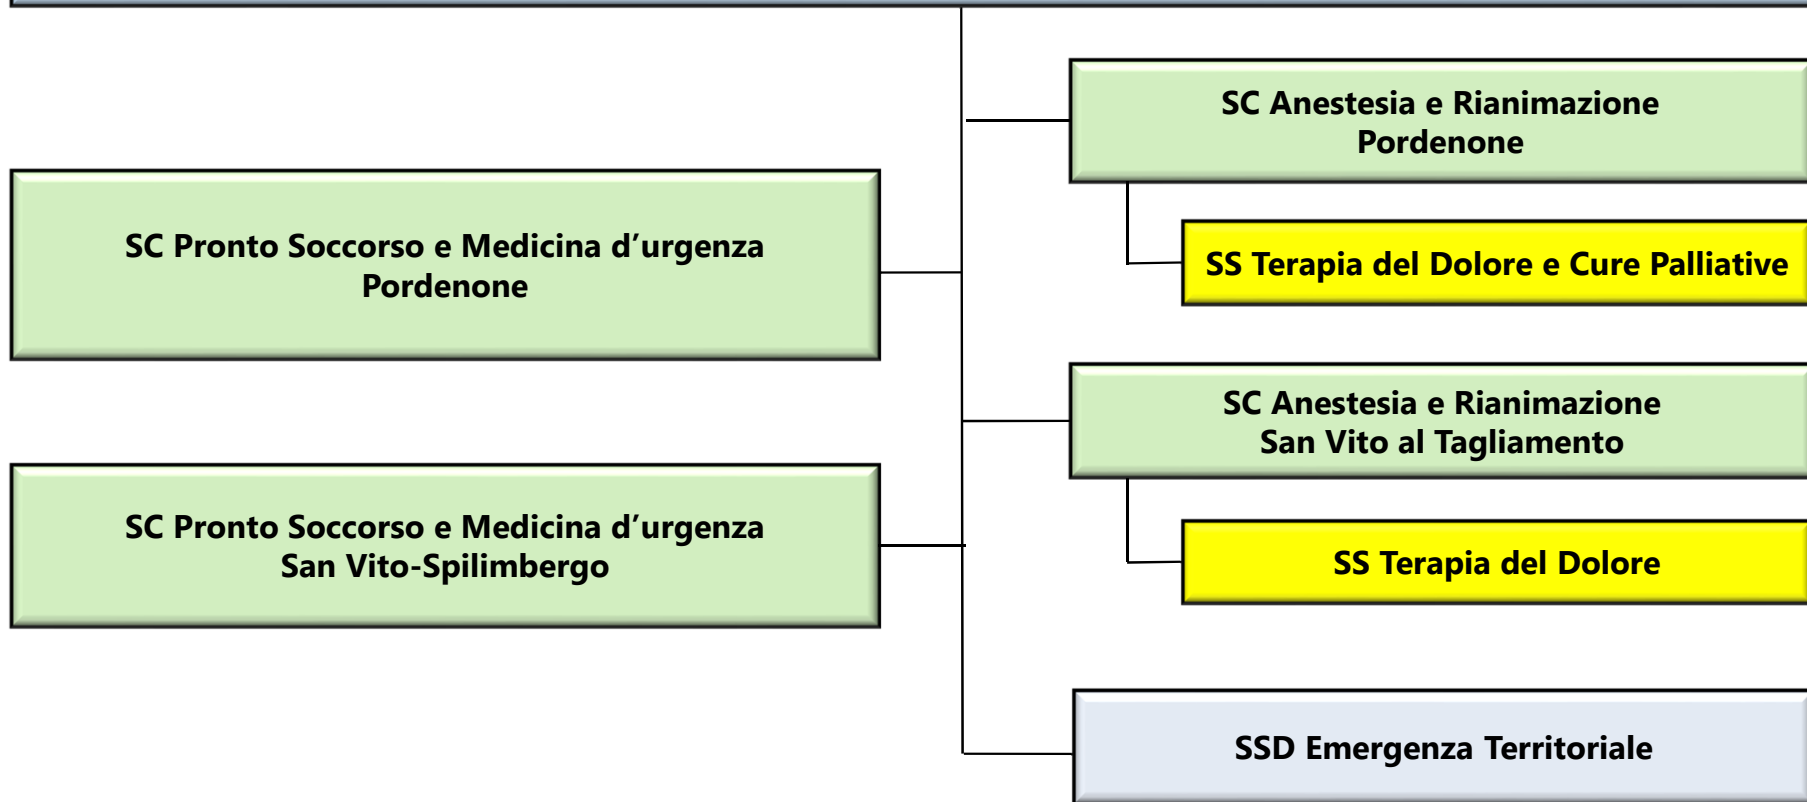 SC Anestesia e Rianimazione
Pordenone
SC Pronto Soccorso e Medicina d’urgenza
Pordenone
SS Terapia del Dolore e Cure Palliative
SC Anestesia e Rianimazione
San Vito al Tagliamento
SC Pronto Soccorso e Medicina d’urgenza
San Vito-Spilimbergo
SS Terapia del Dolore
SSD Emergenza Territoriale